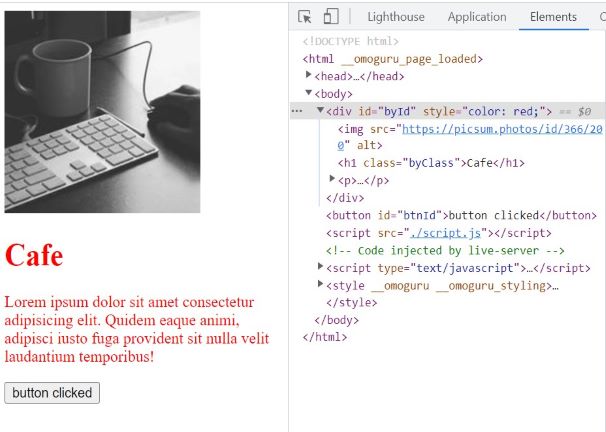 Cafe
Lorem ipsum dolor sit amet consectetur
adipisicing elit. Quidem eaque animi,
adipisci iusto fuga provident sit nulla velit
laudantium temporibus!
button clicked
Lighthouse Application Elements
<!DOCTYPE html>
<html __omoguru_page_loaded>
▶<head>…</head>
▼<body>
… ▼<div id="byId" style="color: red;"> == $0
<img src="https://picsum.photos/id/366/20
0" alt>
<h1 class="byClass">Cafe</h1>
▶<p>…</p>
</div>
<button id="btnId">button clicked</button>
<script src="./script.js"></script>
<!-- Code injected by live-server -->
▶<script type="text/javascript">…</script>
▶<style __omoguru __omoguru_styling>…
</style>
</body>
</html>